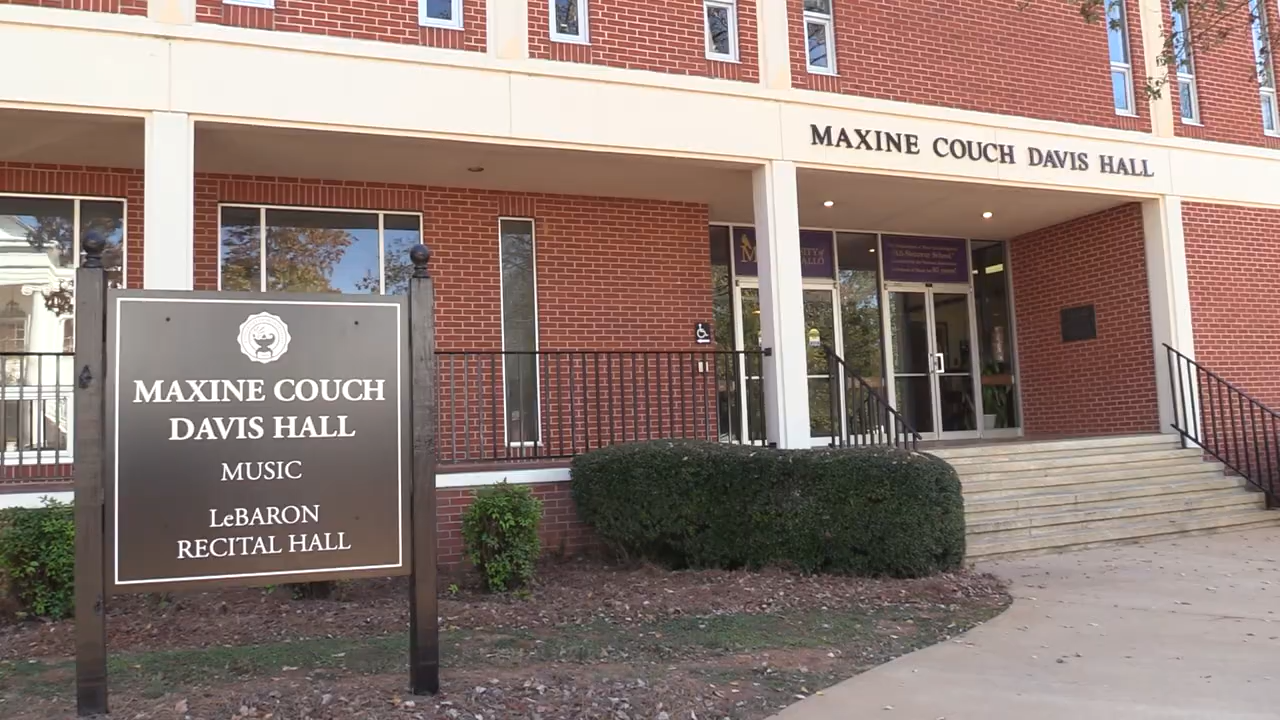 MAXINE COUCH DAVIS HALL
MAXINE COUCH
DAVIS HALL
MUSIC
LeBARON
RECITAL HALL